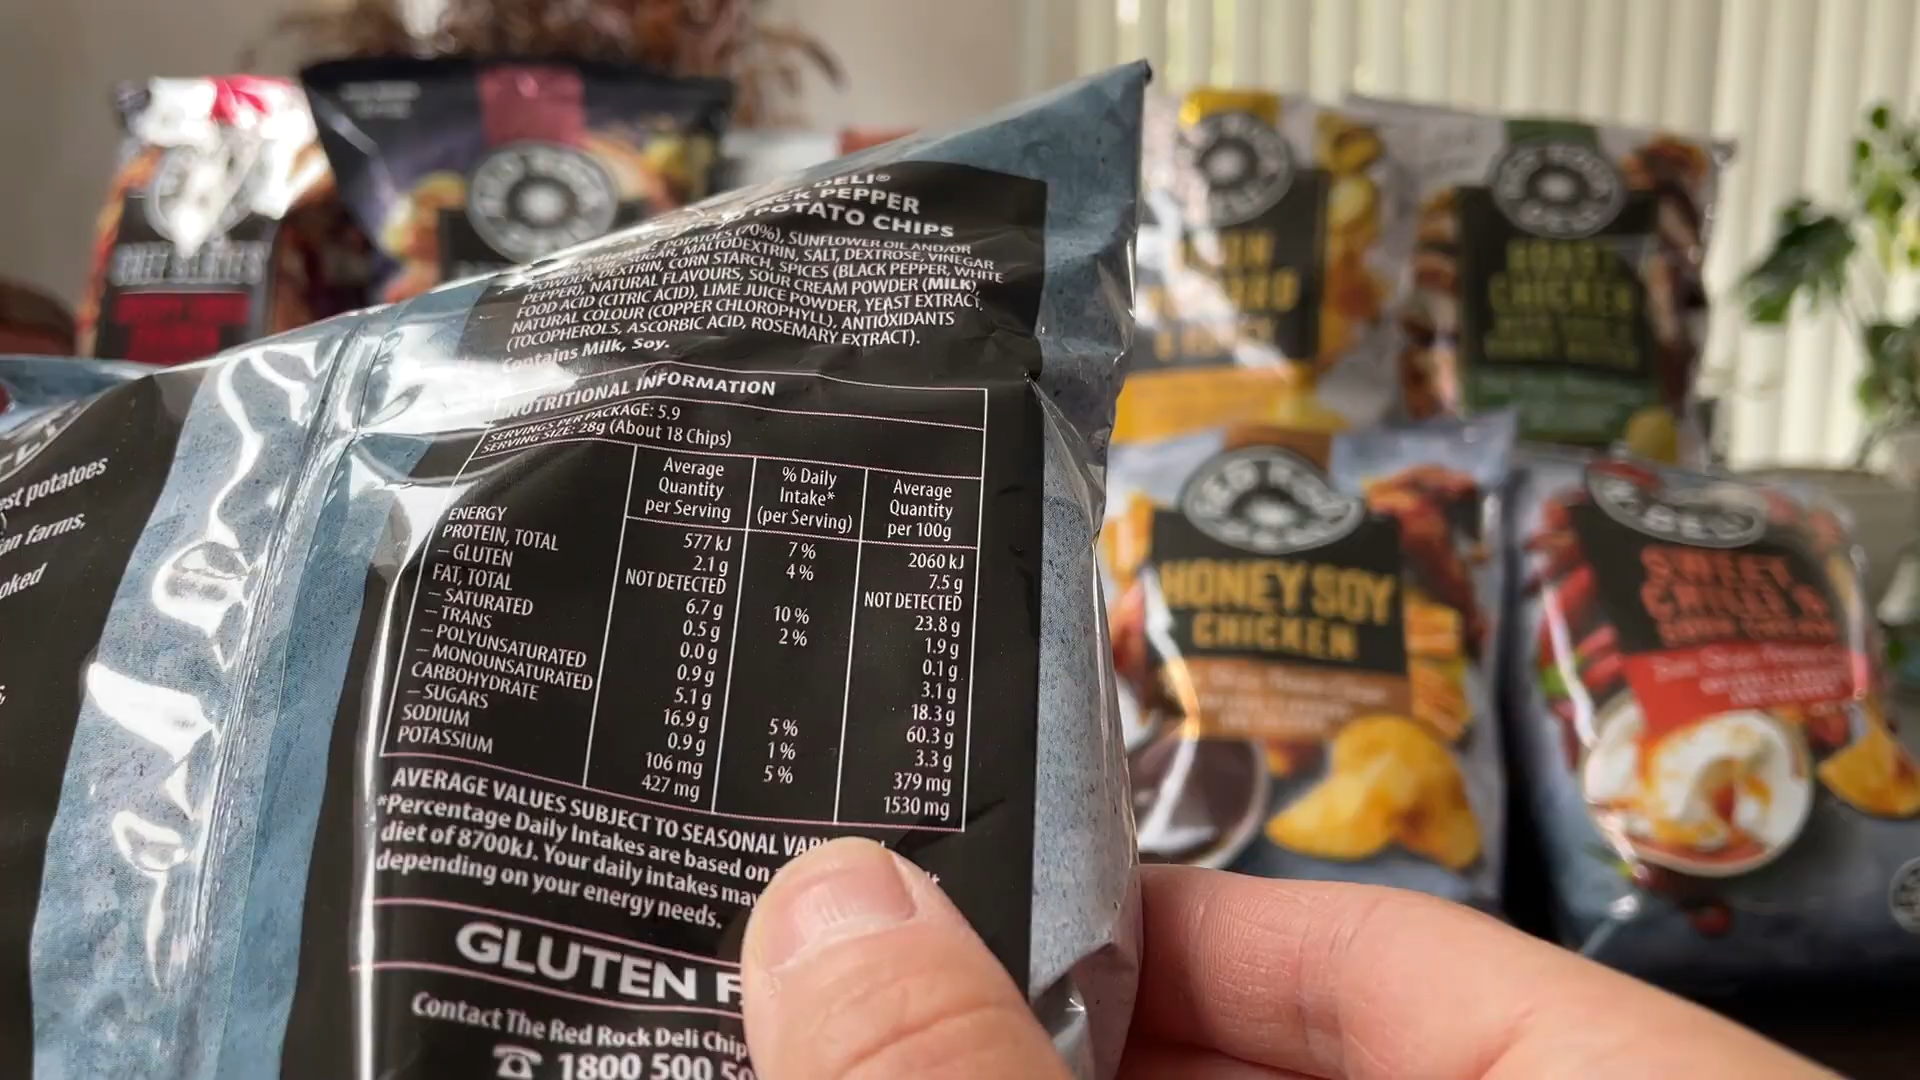 DELI®
PEPPER
POTATO CHIPS
POTATOES (70%), SUNFLOWER OIL AND/OR
SUGAR, MALTODEXTRIN, SALT, DEXTROSE, VINEGAR
POWDER, DEXTRIN, CORN STARCH, SPICES (BLACK PEPPER, WHITE
PEPPER), NATURAL FLAVOURS, SOUR CREAM POWDER (MILK),
FOOD ACID (CITRIC ACID), LIME JUICE POWDER, YEAST EXTRACT,
NATURAL COLOUR (COPPER CHLOROPHYLL), ANTIOXIDANTS
(TOCOPHEROLS, ASCORBIC ACID, ROSEMARY EXTRACT).
Contains Milk, Soy.
NUTRITIONAL INFORMATION
SERVINGS PER PACKAGE: 5.9
SERVING SIZE: 28g (About 18 Chips)
Average Quantity per Serving % Daily Intake* (per Serving) Average Quantity per 100g
ENERGY 577 kJ 7 % 2060 kJ
PROTEIN, TOTAL 2.1 g 4 % 7.5 g
– GLUTEN NOT DETECTED NOT DETECTED
FAT, TOTAL 6.7 g 10 % 23.8 g
– SATURATED 0.5 g 2 % 1.9 g
– TRANS 0.0 g 0.1 g
– POLYUNSATURATED 0.9 g 3.1 g
– MONOUNSATURATED 5.1 g 18.3 g
CARBOHYDRATE 16.9 g 5 % 60.3 g
– SUGARS 0.9 g 1 % 3.3 g
SODIUM 106 mg 5 % 379 mg
POTASSIUM 427 mg 1530 mg
AVERAGE VALUES SUBJECT TO SEASONAL
*Percentage Daily Intakes are based on
diet of 8700kJ. Your daily intakes may
depending on your energy needs.
GLUTEN
Contact The Red Rock Deli Chip
1800 500
potatoes
farms,
RED ROCK DELI
HONEY SOY
CHICKEN
ROAST
CHICKEN
SWEET
CHILLI &
SOUR CREAM